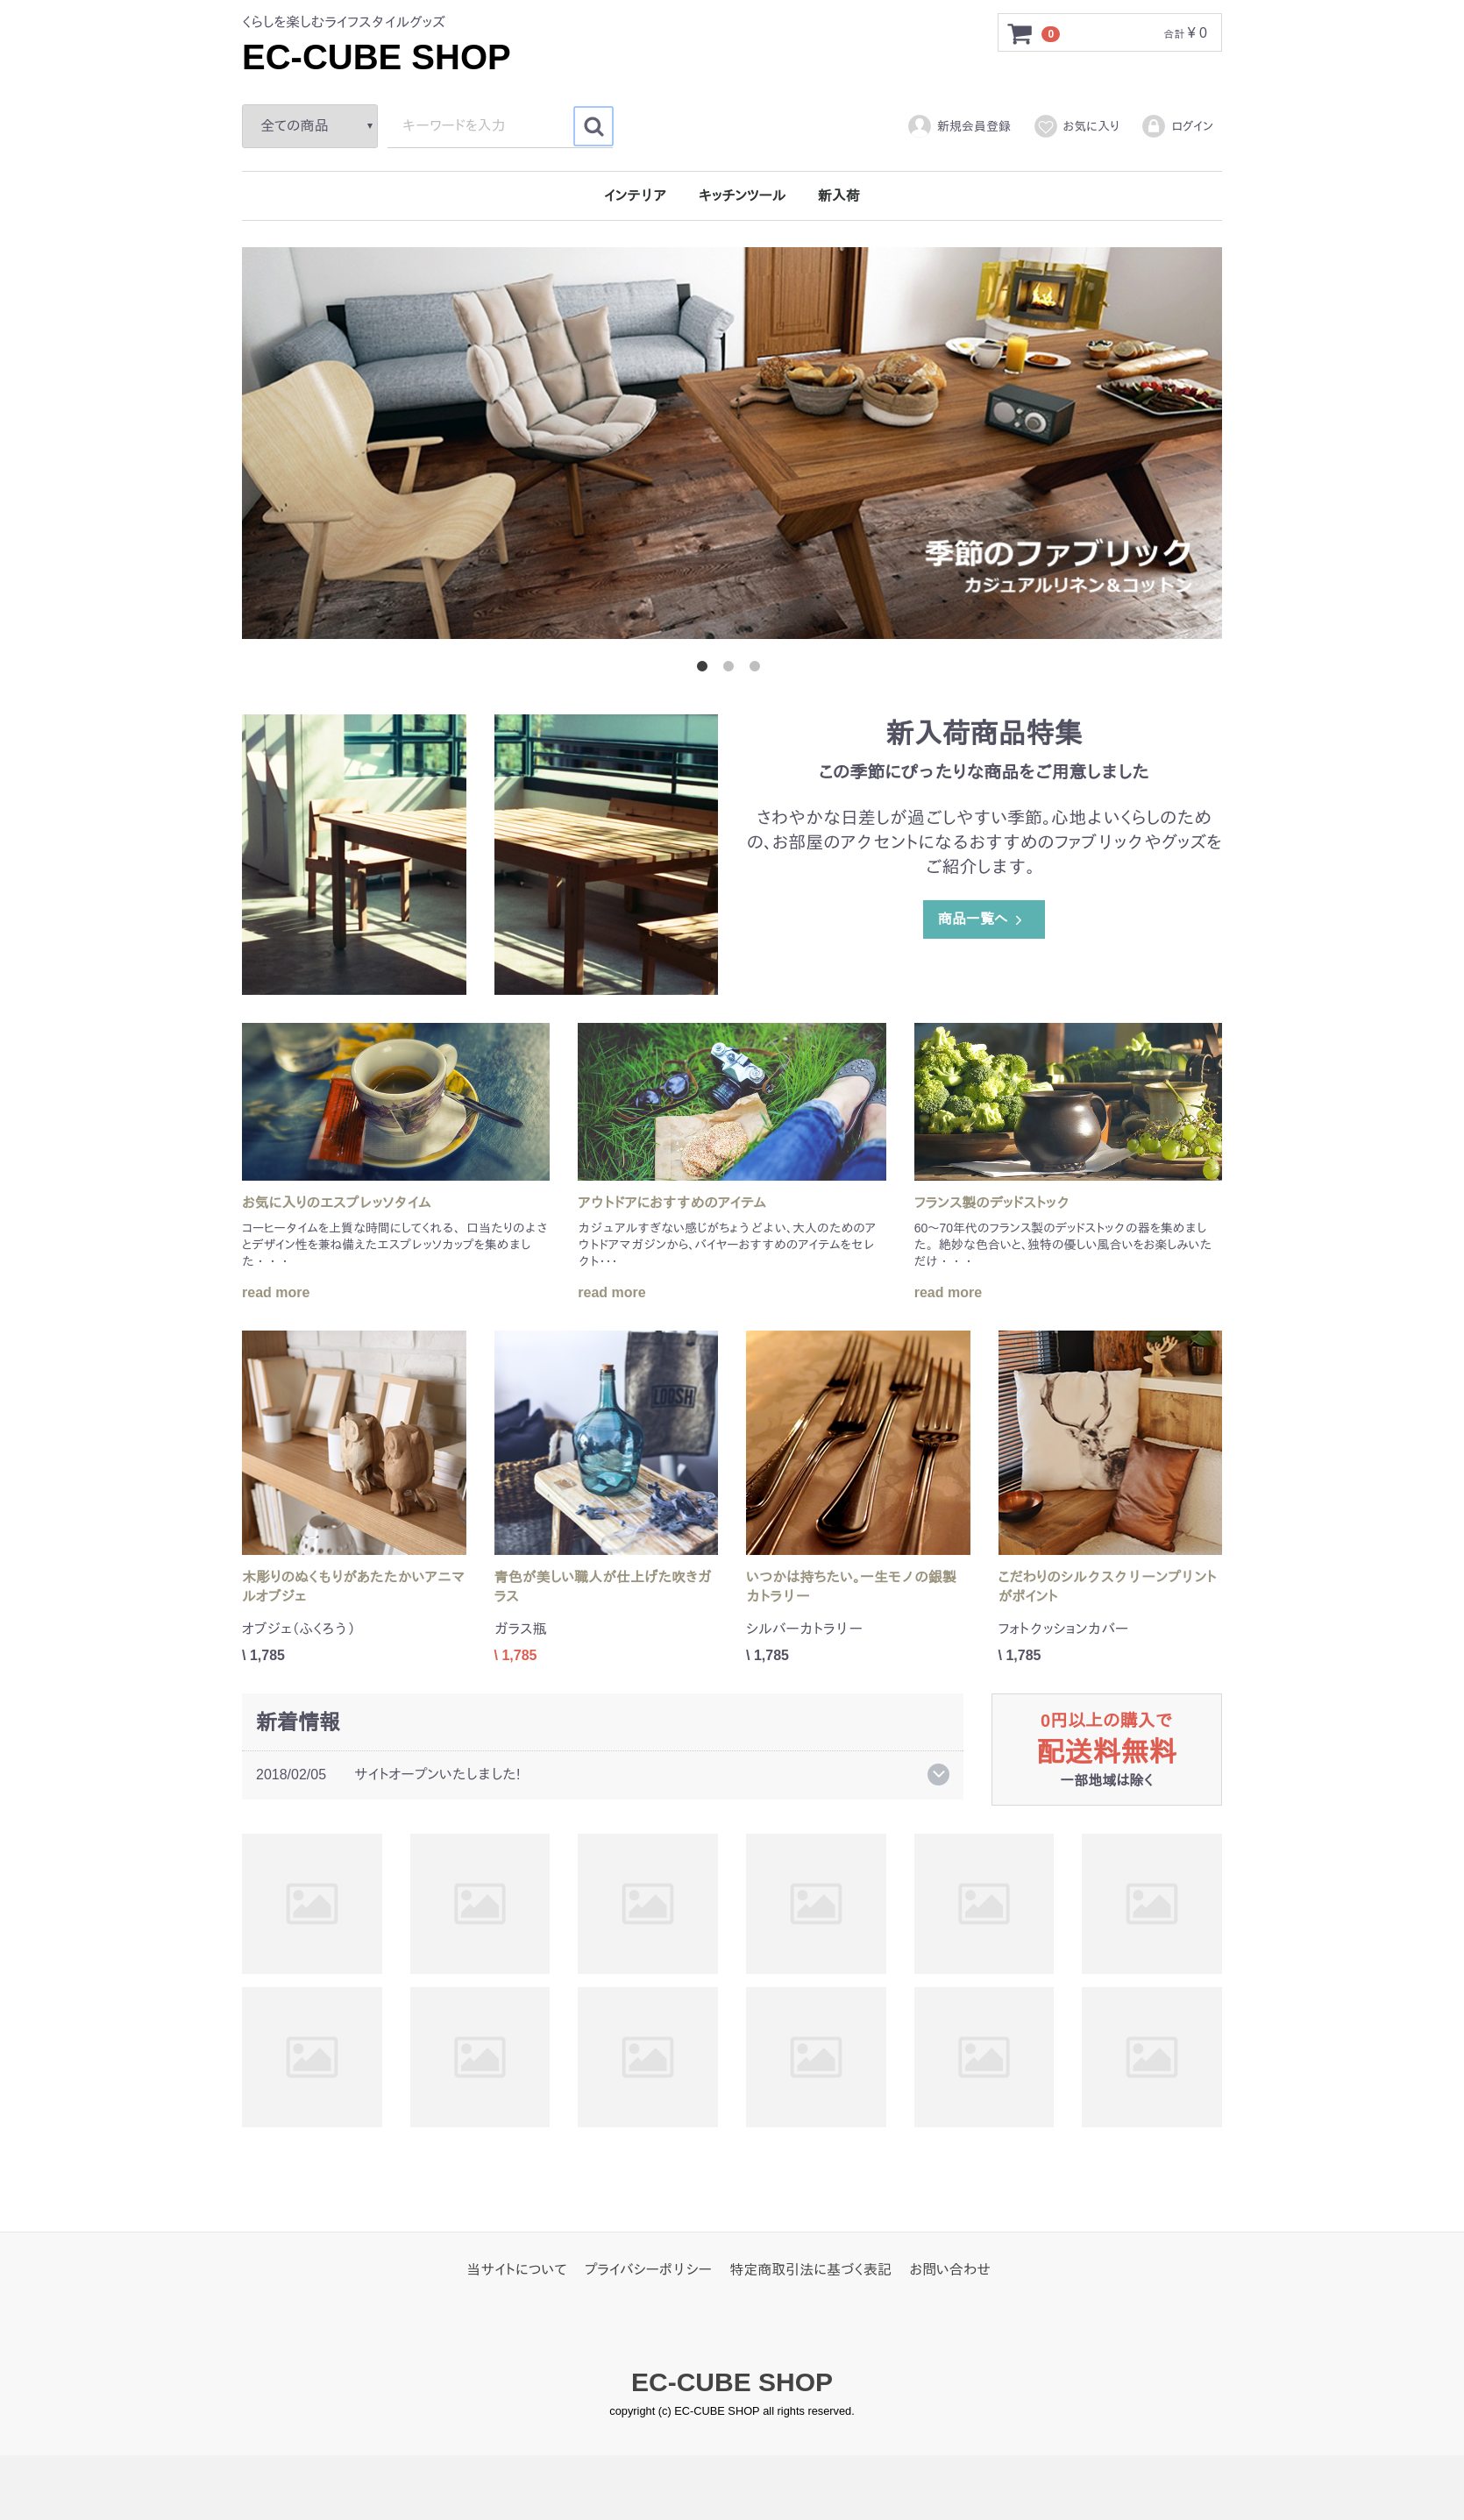 くらしを楽しむライフスタイルグッズ
EC-CUBE SHOP
0
合計 ¥ 0
全ての商品
キーワードを入力
新規会員登録
お気に入り
ログイン
インテリア キッチンツール 新入荷
季節のファブリック
カジュアルリネン&コットン
新入荷商品特集
この季節にぴったりな商品をご用意しました
さわやかな日差しが過ごしやすい季節。心地よいくらしのため
の、お部屋のアクセントになるおすすめのファブリックやグッズを
ご紹介します。
商品一覧へ
お気に入りのエスプレッソタイム
コーヒータイムを上質な時間にしてくれる、口当たりのよさ
とデザイン性を兼ね備えたエスプレッソカップを集めまし
た・・・
read more
アウトドアにおすすめのアイテム
カジュアルすぎない感じがちょうどよい、大人のためのア
ウトドアマガジンから、バイヤーおすすめのアイテムをセレ
クト・・・
read more
フランス製のデッドストック
60〜70年代のフランス製のデッドストックの器を集めまし
た。絶妙な色合いと、独特の優しい風合いをお楽しみいた
だけ・・・
read more
LOOSH
木彫りのぬくもりがあたたかいアニマ
ルオブジェ
オブジェ(ふくろう)
\ 1,785
青色が美しい職人が仕上げた吹きガ
ラス
ガラス瓶
\ 1,785
いつかは持ちたい。一生モノの銀製
カトラリー
シルバーカトラリー
\ 1,785
こだわりのシルクスクリーンプリント
がポイント
フォトクッションカバー
\ 1,785
新着情報
2018/02/05 サイトオープンいたしました!
0円以上の購入で
配送料無料
一部地域は除く
当サイトについて プライバシーポリシー 特定商取引法に基づく表記 お問い合わせ
EC-CUBE SHOP
copyright (c) EC-CUBE SHOP all rights reserved.